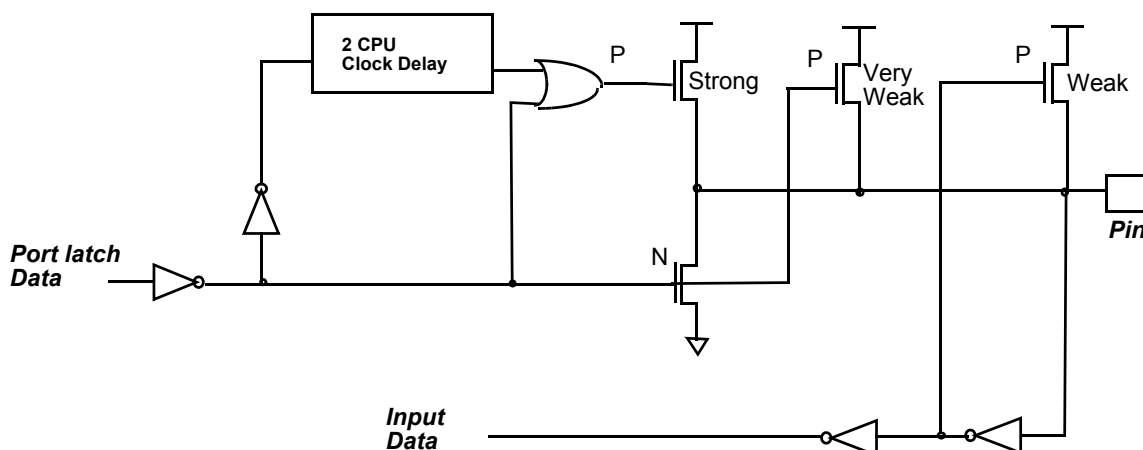 2 CPU
Clock Delay
P
Strong
P
Very
Weak
P
Weak
Pin
N
Port latch
Data
Input
Data